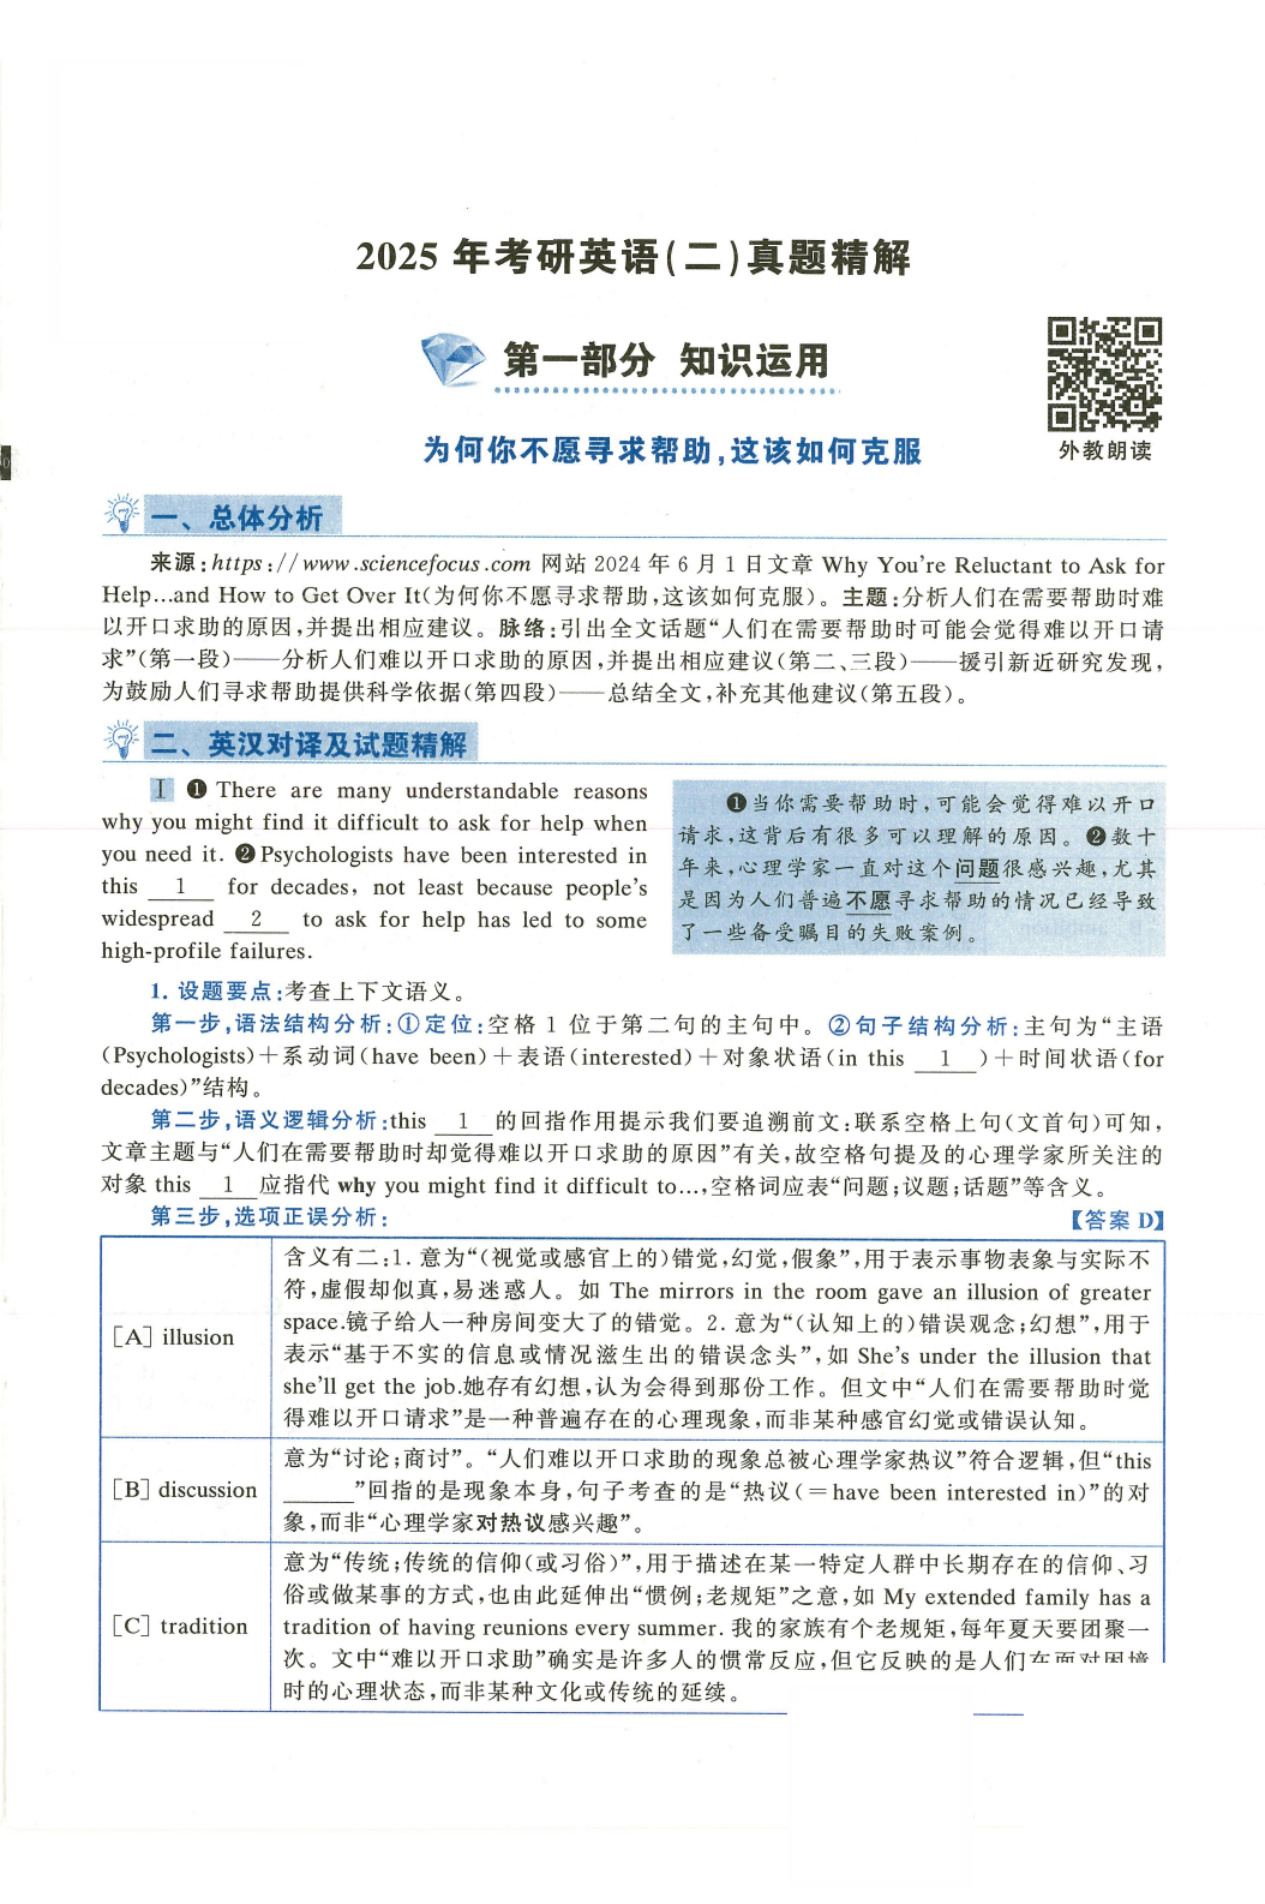 2025 年考研英语(二)真题精解
第一部分 知识运用
外教朗读
为何你不愿寻求帮助,这该如何克服
一、总体分析
来源:https://www.sciencefocus.com 网站 2024 年 6 月 1 日文章 Why You're Reluctant to Ask for
Help…and How to Get Over It(为何你不愿寻求帮助,这该如何克服)。主题:分析人们在需要帮助时难
以开口求助的原因,并提出相应建议。脉络:引出全文话题“人们在需要帮助时可能会觉得难以开口请
求”(第一段)——分析人们难以开口求助的原因,并提出相应建议(第二、三段)——援引新近研究发现,
为鼓励人们寻求帮助提供科学依据(第四段)——总结全文,补充其他建议(第五段)。
二、英汉对译及试题精解
I ❶ There are many understandable reasons
why you might find it difficult to ask for help when
you need it. ❷ Psychologists have been interested in
this 1 for decades, not least because people's
widespread 2 to ask for help has led to some
high-profile failures.
❶当你需要帮助时,可能会觉得难以开口
请求,这背后有很多可以理解的原因。❷数十
年来,心理学家一直对这个问题很感兴趣,尤其
是因为人们普遍不愿寻求帮助的情况已经导致
了一些备受瞩目的失败案例。
1. 设题要点:考查上下文语义。
第一步,语法结构分析:①定位:空格 1 位于第二句的主句中。②句子结构分析:主句为“主语
(Psychologists)+系动词(have been)+表语(interested)+对象状语(in this 1 )+时间状语(for
decades)”结构。
第二步,语义逻辑分析:this 1 的回指作用提示我们要追溯前文:联系空格上句(文首句)可知,
文章主题与“人们在需要帮助时却觉得难以开口求助的原因”有关,故空格句提及的心理学家所关注的
对象 this 1 应指代 why you might find it difficult to…,空格词应表“问题;议题;话题”等含义。
第三步,选项正误分析: 【答案 D】
[A] illusion
含义有二:1. 意为“(视觉或感官上的)错觉,幻觉,假象”,用于表示事物表象与实际不
符,虚假却似真,易迷惑人。如 The mirrors in the room gave an illusion of greater
space.镜子给人一种房间变大了的错觉。2. 意为“(认知上的)错误观念;幻想”,用于
表示“基于不实的信息或情况滋生出的错误念头”,如 She's under the illusion that
she'll get the job.她存有幻想,认为会得到那份工作。但文中“人们在需要帮助时觉
得难以开口请求”是一种普遍存在的心理现象,而非某种感官幻觉或错误认知。
[B] discussion
意为“讨论;商讨”。“人们难以开口求助的现象总被心理学家热议”符合逻辑,但“this
______”回指的是现象本身,句子考查的是“热议(=have been interested in)”的对
象,而非“心理学家对热议感兴趣”。
[C] tradition
意为“传统;传统的信仰(或习俗)”,用于描述在某一特定人群中长期存在的信仰、习
俗或做某事的方式,也由此延伸出“惯例;老规矩”之意,如 My extended family has a
tradition of having reunions every summer. 我的家族有个老规矩,每年夏天要团聚一
次。文中“难以开口求助”确实是许多人的惯常反应,但它反映的是人们在面对困境
时的心理状态,而非某种文化或传统的延续。